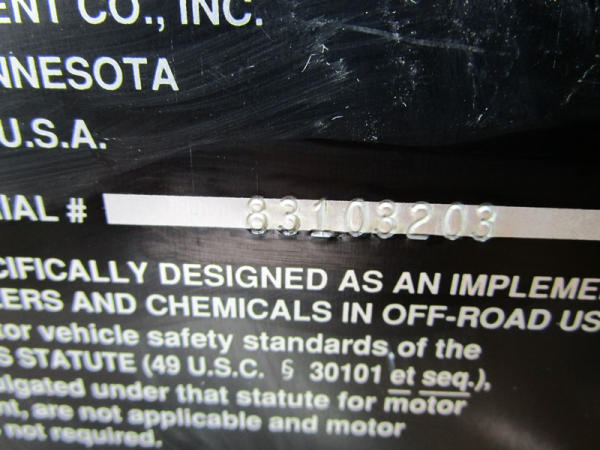 ENT CO., INC.
NNESOTA
U.S.A.
IAL # 83103203
CIFICALLY DESIGNED AS AN IMPLEME
ERS AND CHEMICALS IN OFF-ROAD US
tor vehicle safety standards of the
S STATUTE (49 U.S.C. § 30101 et seq.),
ulgated under that statute for motor
nt, are not applicable and motor
not required.